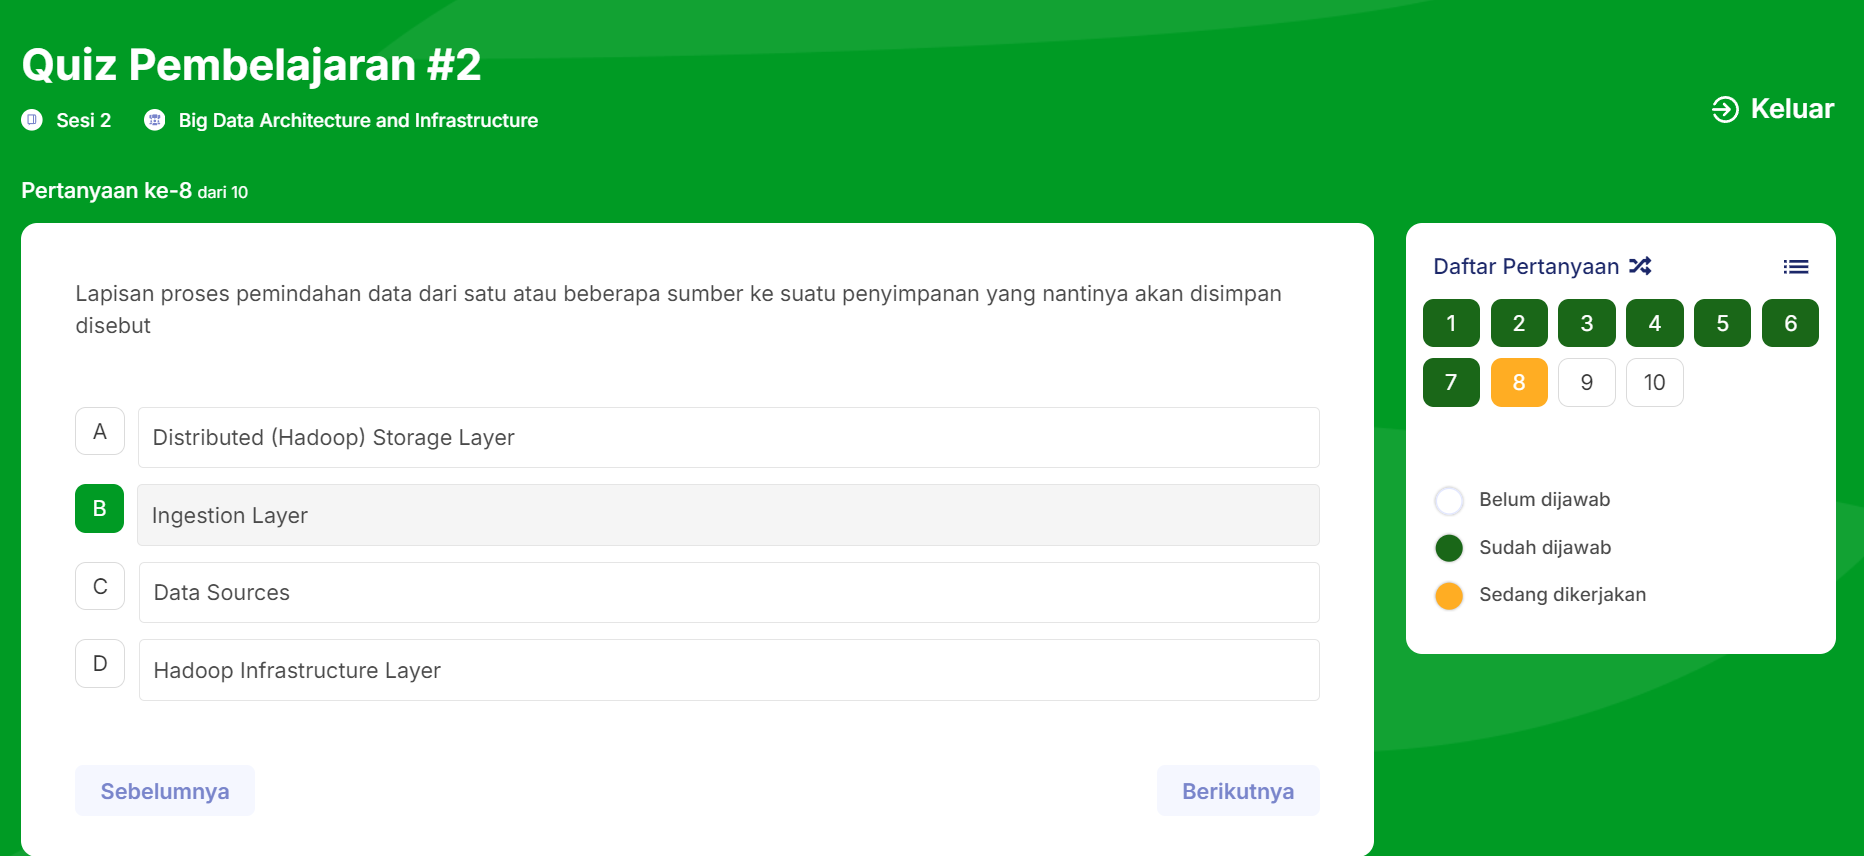 Quiz Pembelajaran #2
Sesi 2
Big Data Architecture and Infrastructure
Keluar
Pertanyaan ke-8 dari 10
Lapisan proses pemindahan data dari satu atau beberapa sumber ke suatu penyimpanan yang nantinya akan disimpan
disebut
A
Distributed (Hadoop) Storage Layer
B
Ingestion Layer
C
Data Sources
D
Hadoop Infrastructure Layer
Sebelumnya
Berikutnya
Daftar Pertanyaan
1 2 3 4 5 6
7 8 9 10
Belum dijawab
Sudah dijawab
Sedang dikerjakan